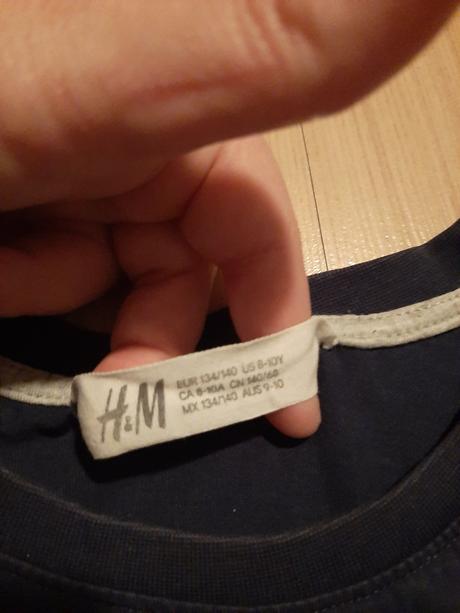 H&M
EUR 134/140 US 8-10Y
CA 8-10A CN 140/68
MX 134/140 AUS 9-10